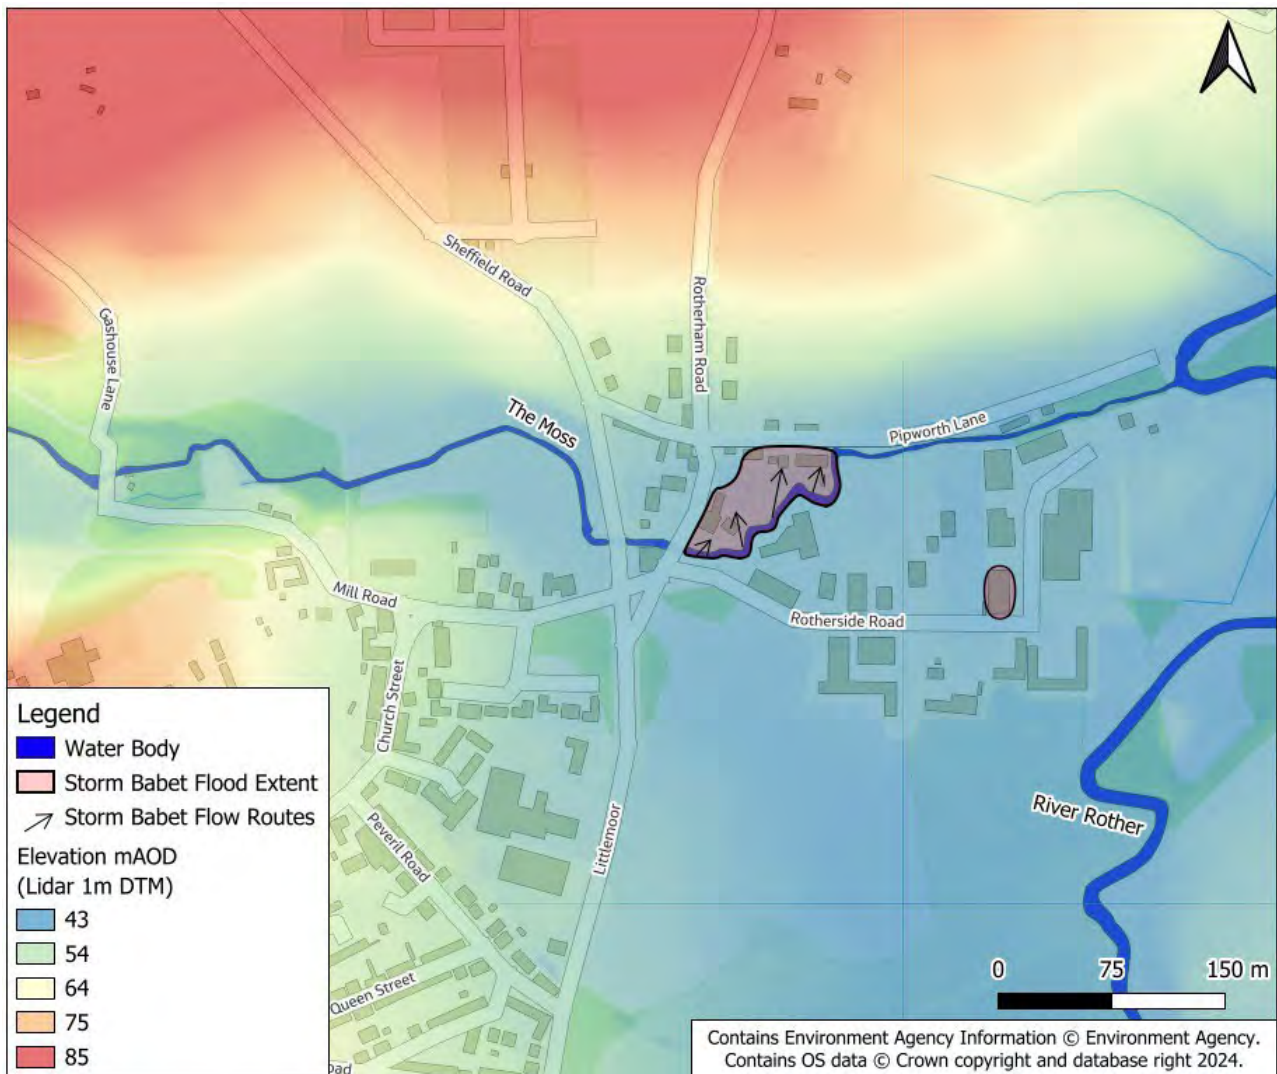 Sheffield Road
Rotherham Road
Gashouse Lane
The Moss
Pipworth Lane
Mill Road
Rotherside Road
Church Street
Legend
Water Body
Storm Babet Flood Extent
Storm Babet Flow Routes
Elevation mAOD
(Lidar 1m DTM)
43
54
64
75
85
Peveril Road
Littlemoor
River Rother
Queen Street
oad
0 75 150 m
Contains Environment Agency Information © Environment Agency.
Contains OS data © Crown copyright and database right 2024.